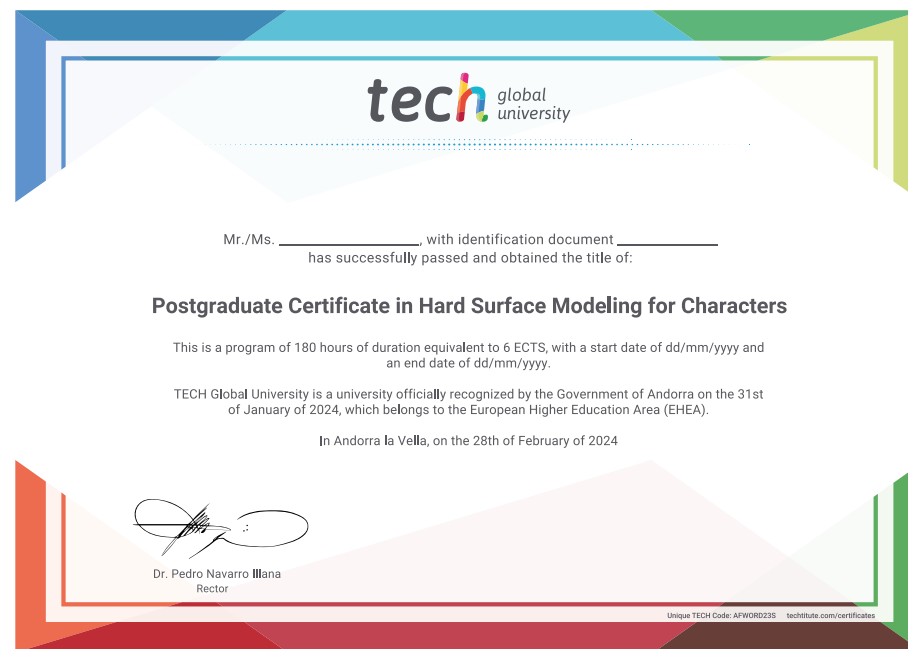 tech global university
Mr./Ms. ____________, with identification document ____________
has successfully passed and obtained the title of:
Postgraduate Certificate in Hard Surface Modeling for Characters
This is a program of 180 hours of duration equivalent to 6 ECTS, with a start date of dd/mm/yyyy and
an end date of dd/mm/yyyy.
TECH Global University is a university officially recognized by the Government of Andorra on the 31st
of January of 2024, which belongs to the European Higher Education Area (EHEA).
In Andorra la Vella, on the 28th of February of 2024
Dr. Pedro Navarro Illana
Rector
Unique TECH Code: AFWORD23S techtitute.com/certificates